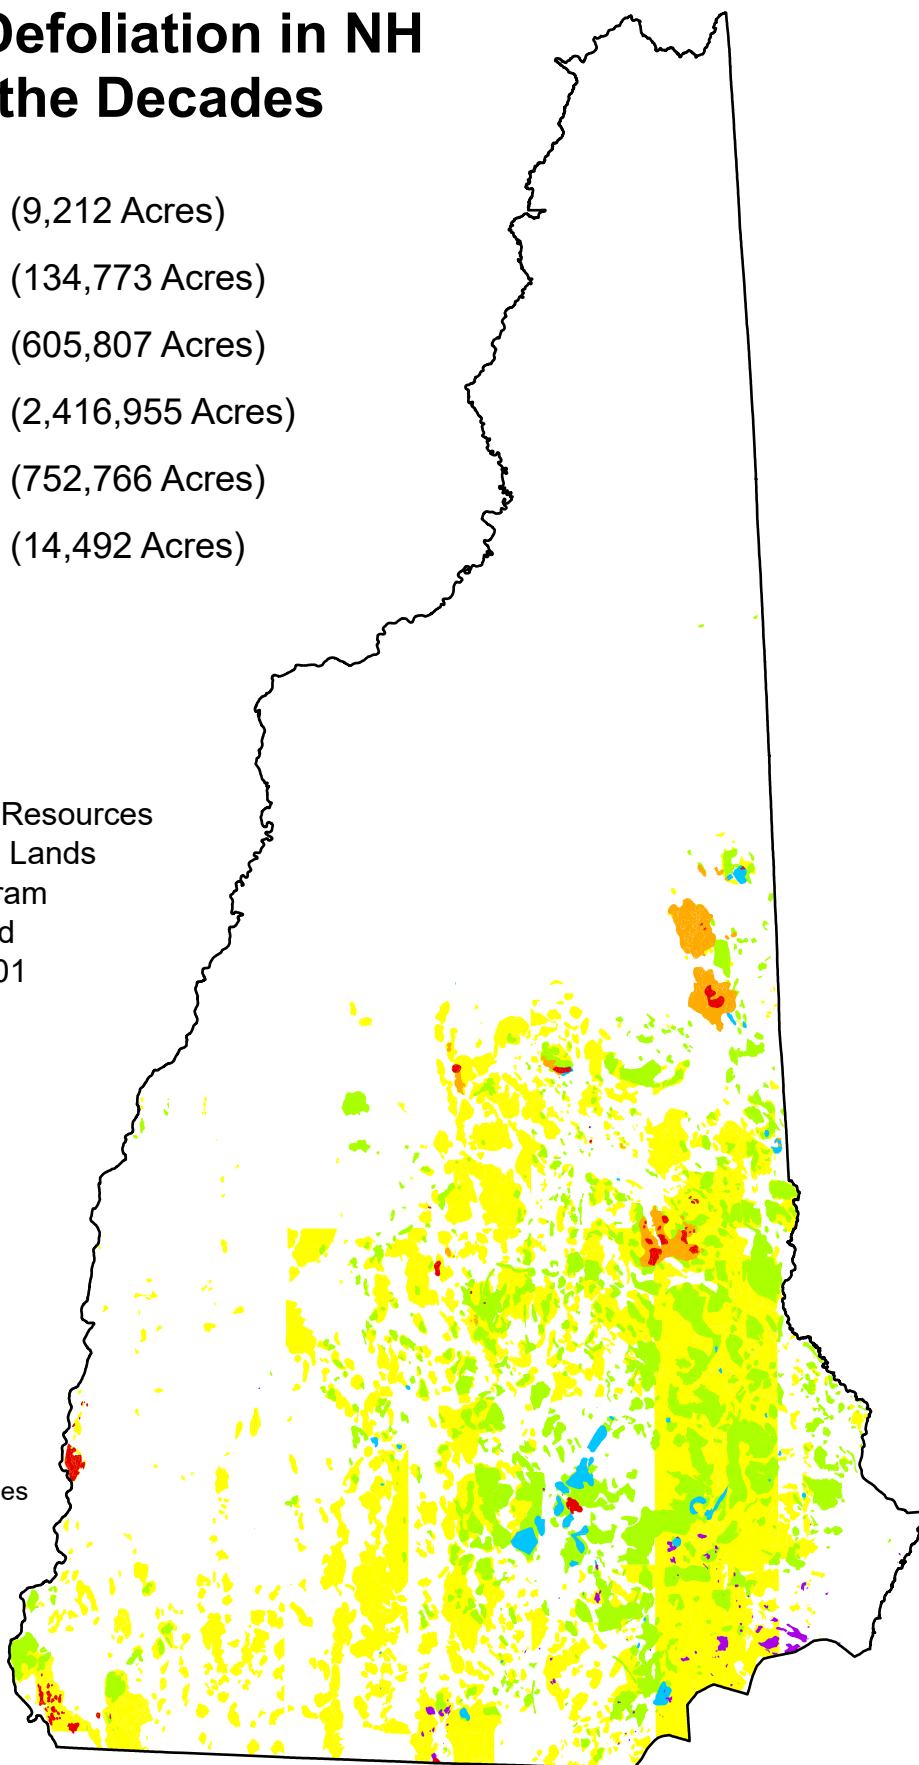 Defoliation in NH
the Decades
(9,212 Acres)
(134,773 Acres)
(605,807 Acres)
(2,416,955 Acres)
(752,766 Acres)
(14,492 Acres)
Resources
Lands
ram
d
01
es